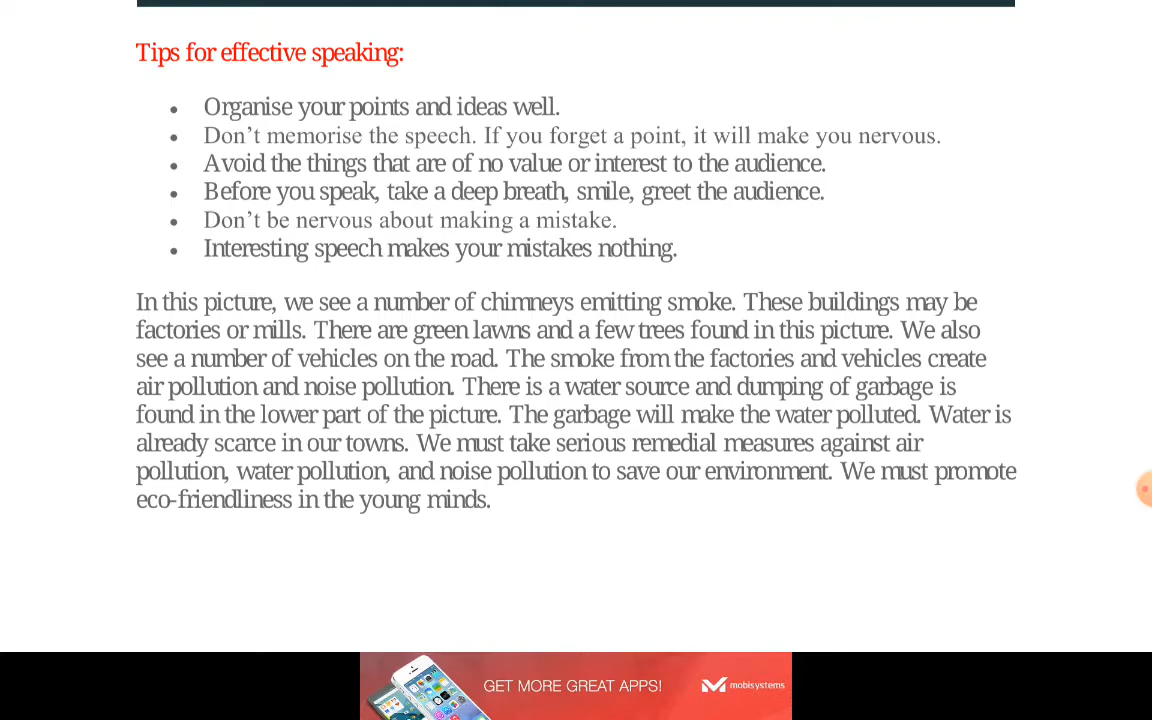 Tips for effective speaking:
• Organise your points and ideas well.
• Don't memorise the speech. If you forget a point, it will make you nervous.
• Avoid the things that are of no value or interest to the audience.
• Before you speak, take a deep breath, smile, greet the audience.
• Don't be nervous about making a mistake.
• Interesting speech makes your mistakes nothing.
In this picture, we see a number of chimneys emitting smoke. These buildings may be
factories or mills. There are green lawns and a few trees found in this picture. We also
see a number of vehicles on the road. The smoke from the factories and vehicles create
air pollution and noise pollution. There is a water source and dumping of garbage is
found in the lower part of the picture. The garbage will make the water polluted. Water is
already scarce in our towns. We must take serious remedial measures against air
pollution, water pollution, and noise pollution to save our environment. We must promote
eco-friendliness in the young minds.
GET MORE GREAT APPS!
mobisystems